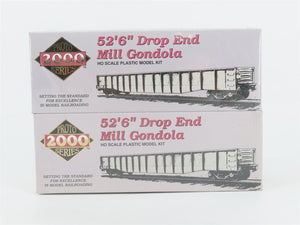 PROTO
2000
SERIES
52'6" Drop End
Mill Gondola
HO SCALE PLASTIC MODEL KIT
SETTING THE STANDARD
FOR EXCELLENCE
IN MODEL RAILROADING
PROTO
2000
SERIES
52'6" Drop End
Mill Gondola
HO SCALE PLASTIC MODEL KIT
SETTING THE STANDARD
FOR EXCELLENCE
IN MODEL RAILROADING